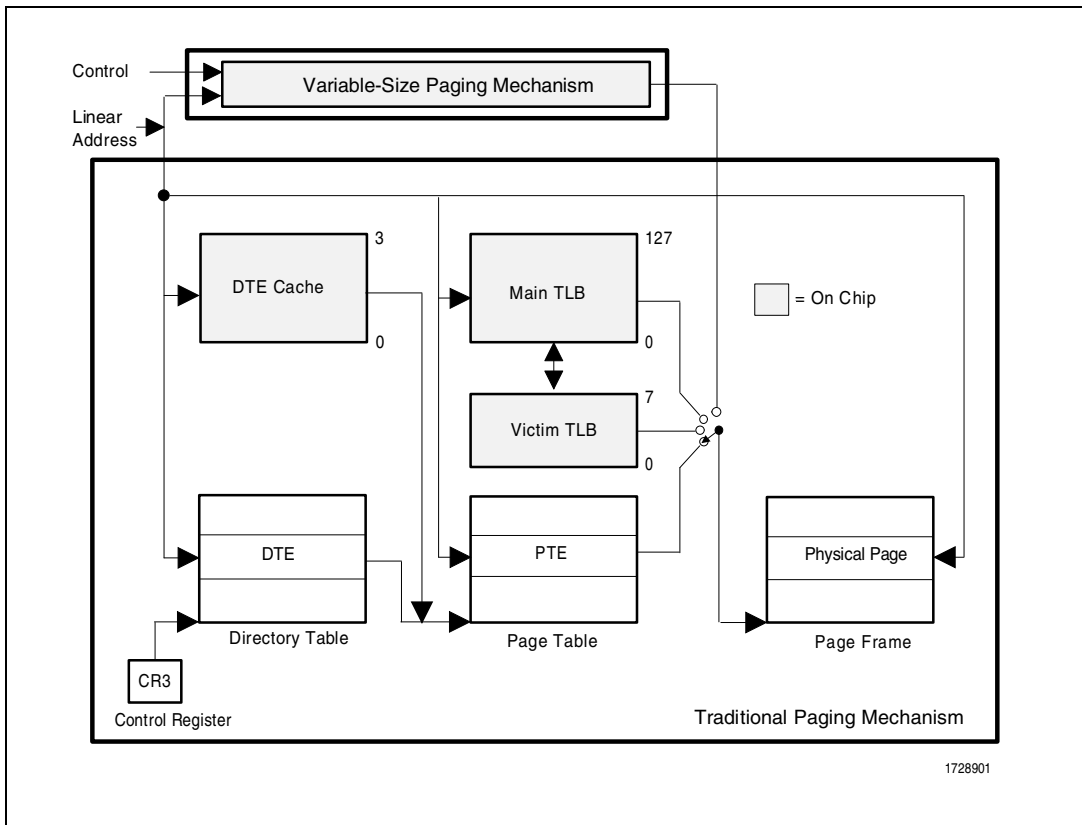 Control
Variable-Size Paging Mechanism
Linear
Address
3
127
DTE Cache
Main TLB
= On Chip
0
0
7
Victim TLB
0
DTE
PTE
Physical Page
Directory Table
Page Table
Page Frame
CR3
Control Register
Traditional Paging Mechanism
1728901